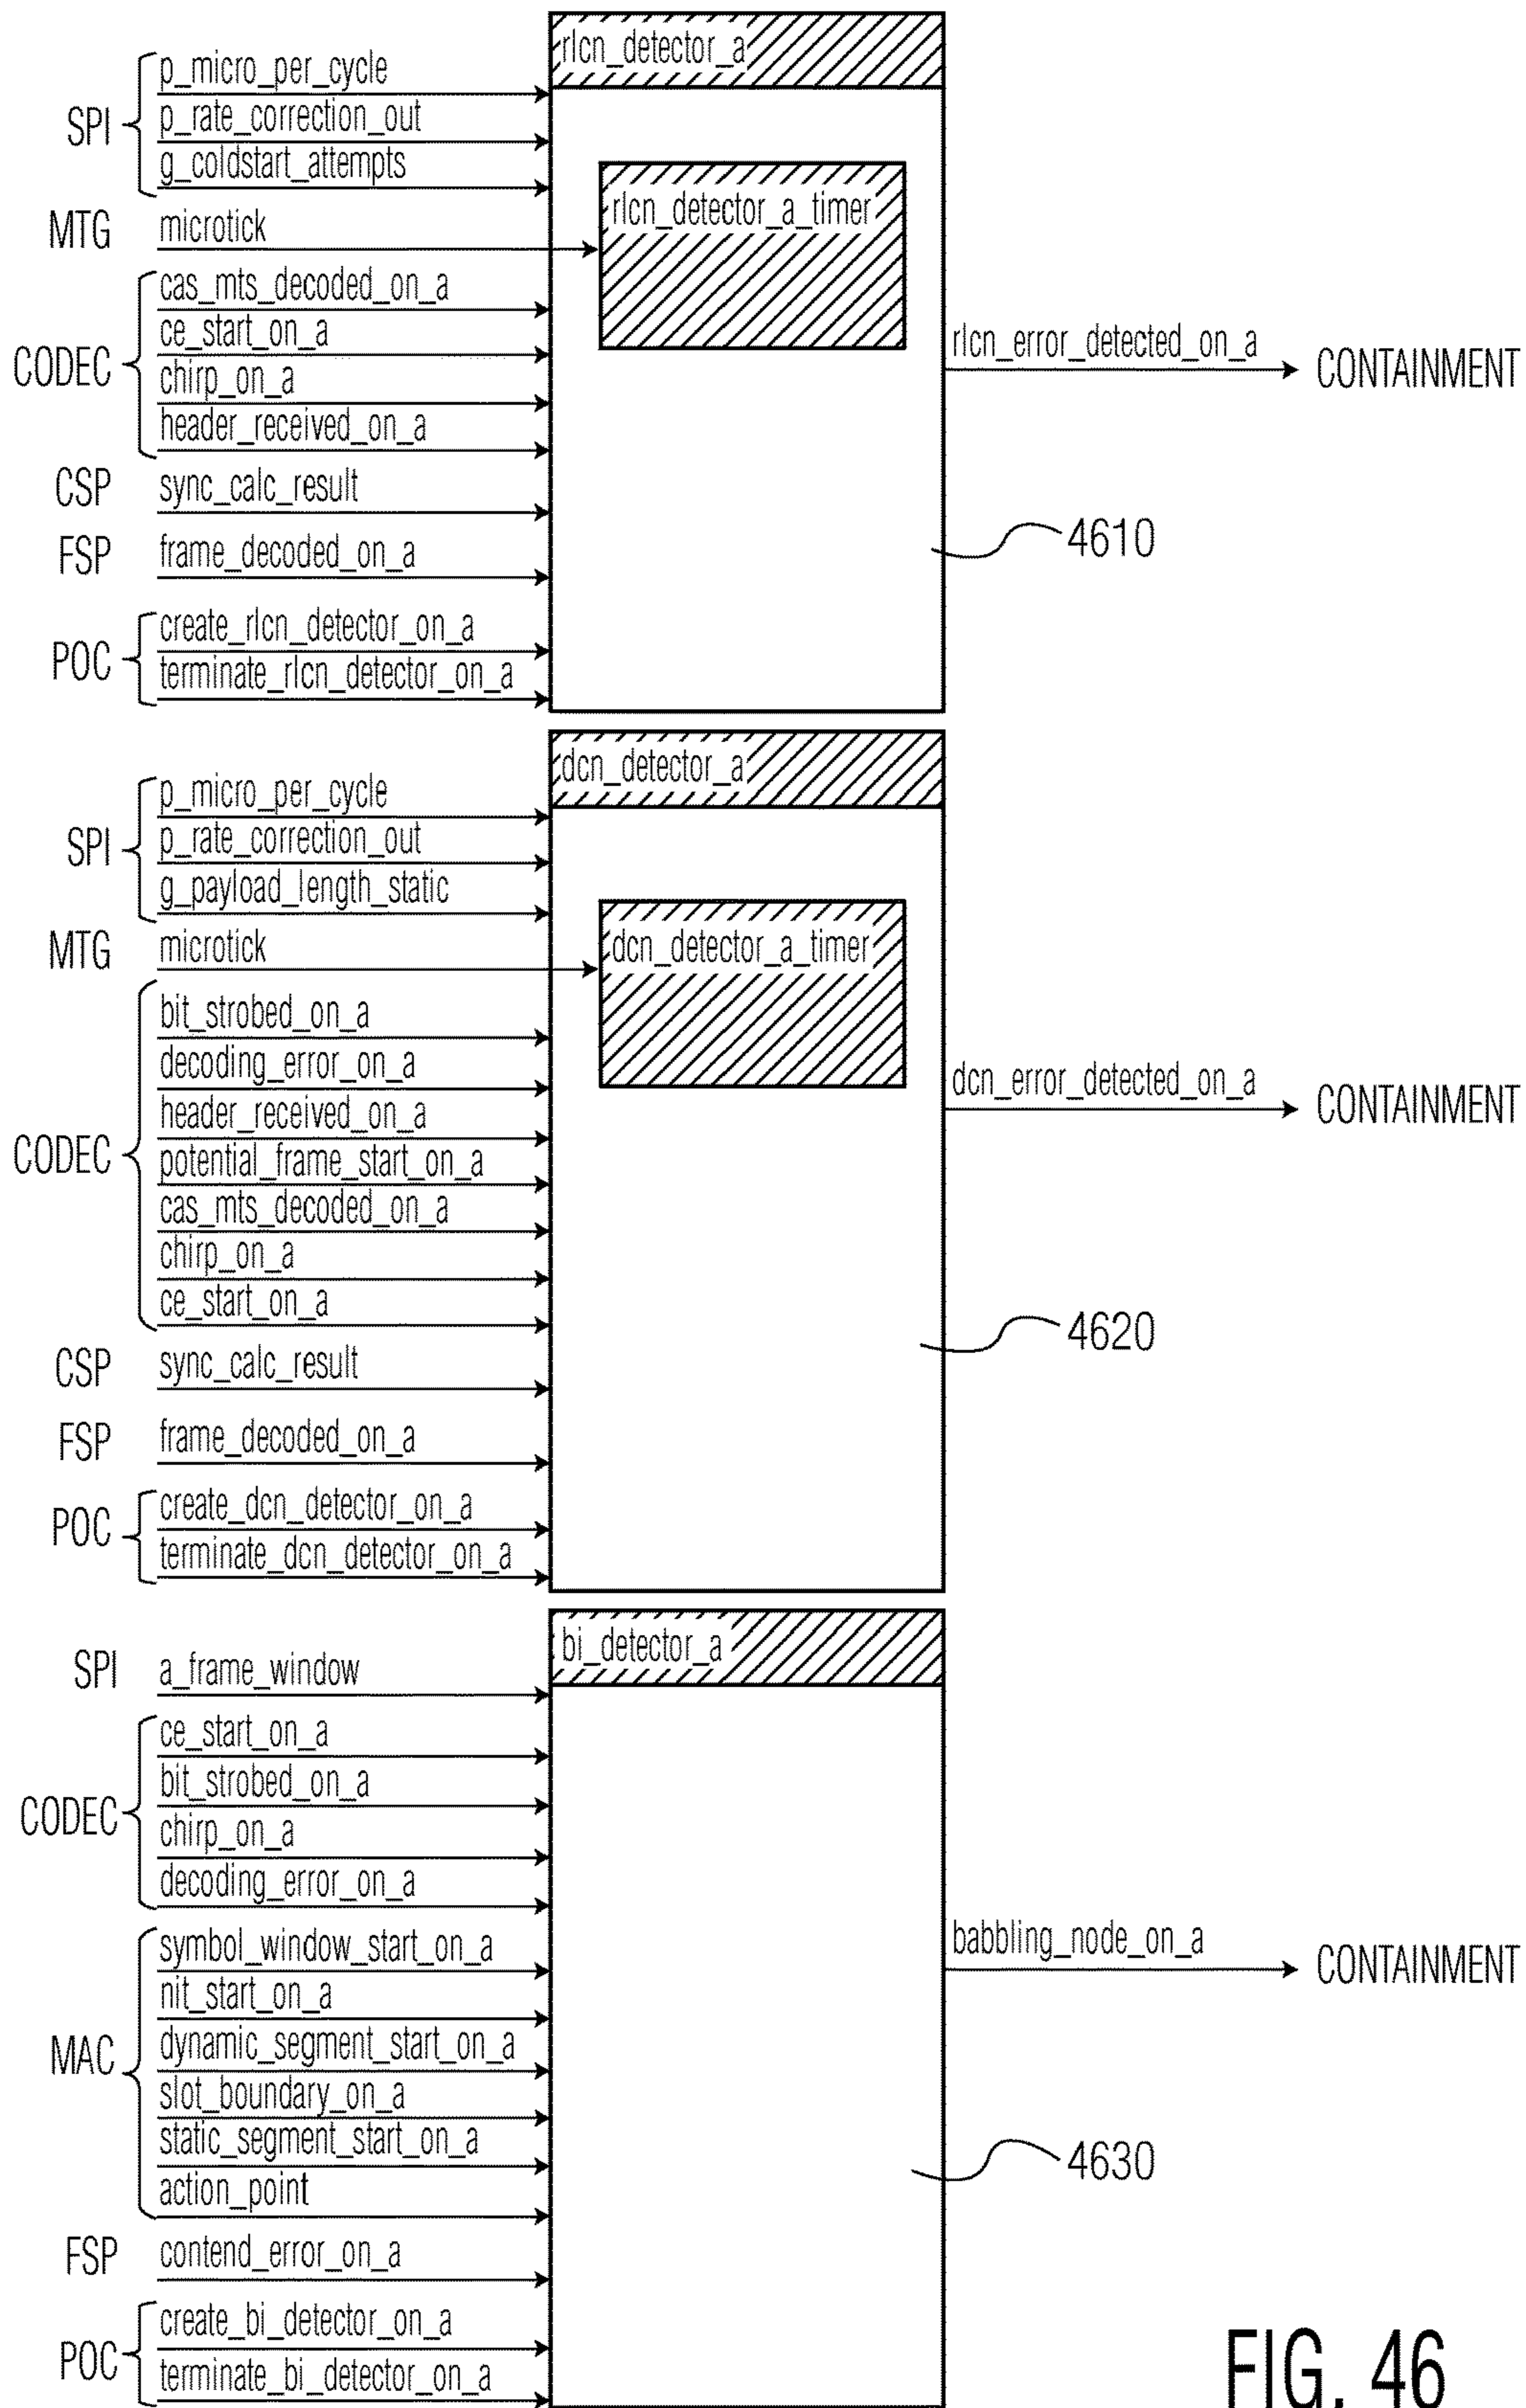 rlcn_detector_a
SPI
p_micro_per_cycle
p_rate_correction_out
g_coldstart_attempts
rlcn_detector_a_timer
MTG
microtick
CODEC
cas_mts_decoded_on_a
ce_start_on_a
chirp_on_a
header_received_on_a
rlcn_error_detected_on_a
CONTAINMENT
CSP
sync_calc_result
FSP
frame_decoded_on_a
4610
POC
create_rlcn_detector_on_a
terminate_rlcn_detector_on_a
dcn_detector_a
SPI
p_micro_per_cycle
p_rate_correction_out
g_payload_length_static
MTG
microtick
dcn_detector_a_timer
CODEC
bit_strobed_on_a
decoding_error_on_a
header_received_on_a
potential_frame_start_on_a
cas_mts_decoded_on_a
chirp_on_a
ce_start_on_a
dcn_error_detected_on_a
CONTAINMENT
4620
CSP
sync_calc_result
FSP
frame_decoded_on_a
POC
create_dcn_detector_on_a
terminate_dcn_detector_on_a
bi_detector_a
SPI
a_frame_window
CODEC
ce_start_on_a
bit_strobed_on_a
chirp_on_a
decoding_error_on_a
MAC
symbol_window_start_on_a
nit_start_on_a
dynamic_segment_start_on_a
slot_boundary_on_a
static_segment_start_on_a
action_point
babbling_node_on_a
CONTAINMENT
4630
FSP
contend_error_on_a
POC
create_bi_detector_on_a
terminate_bi_detector_on_a
FIG. 46